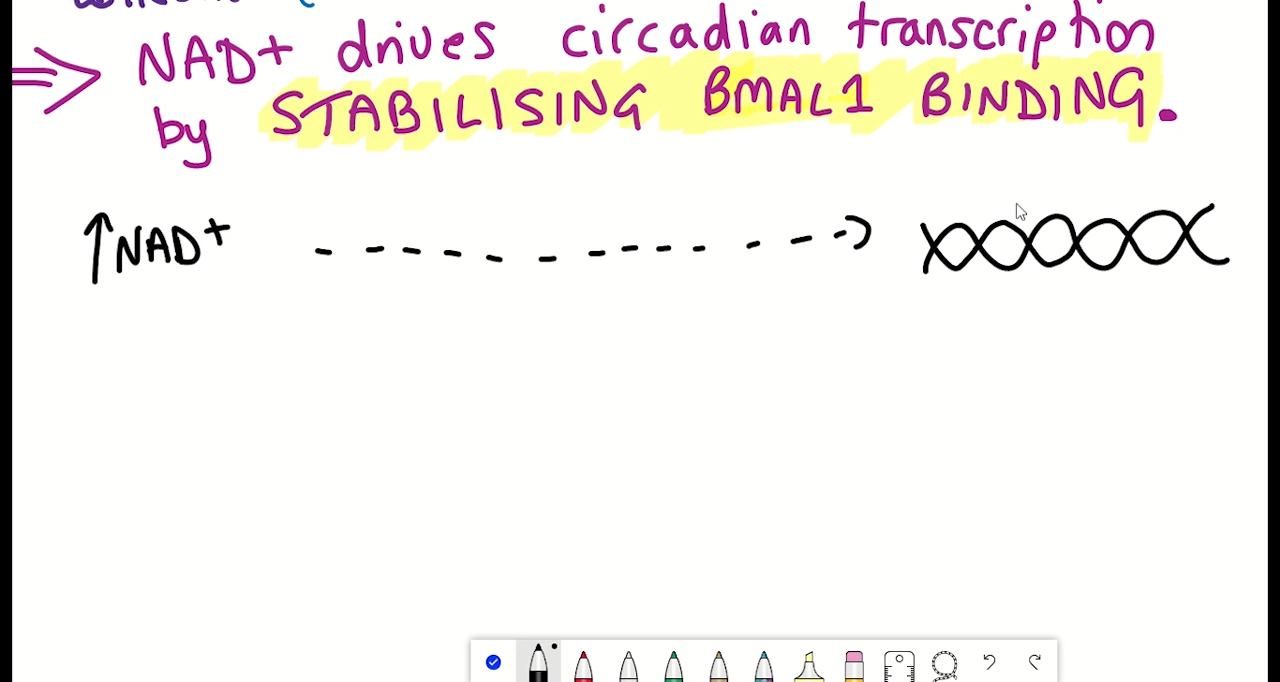 ⇒ NAD+ drives circadian transcription
by STABILISING BMAL1 BINDING.
↑NAD+